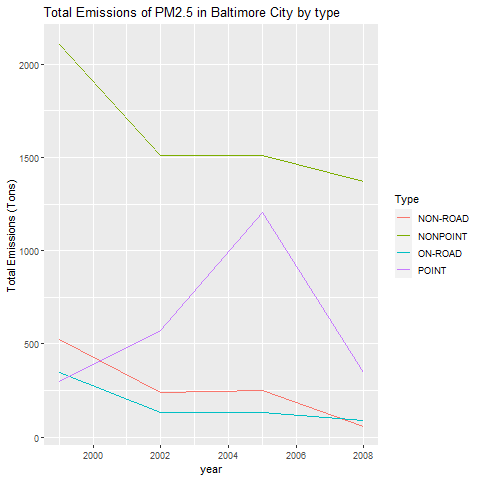 Total Emissions of PM2.5 in Baltimore City by type
Total Emissions (Tons)
2000
1500
1000
500
0
2000
2002
2004
2006
2008
year
Type
NON-ROAD
NONPOINT
ON-ROAD
POINT